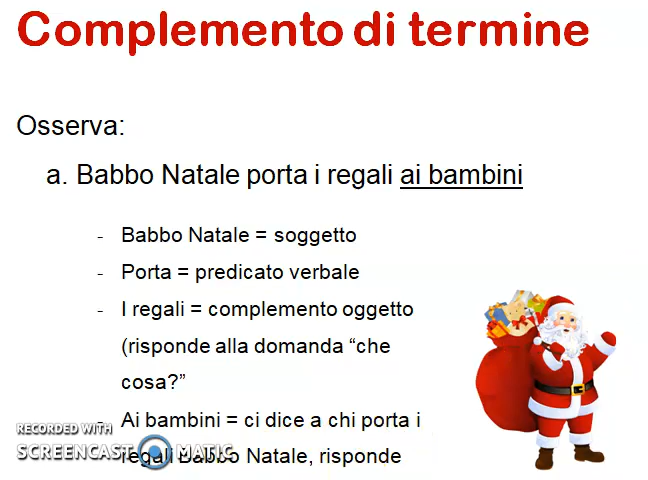 Complemento di termine
Osserva:
a. Babbo Natale porta i regali ai bambini
- Babbo Natale = soggetto
- Porta = predicato verbale
- I regali = complemento oggetto
(risponde alla domanda “che
cosa?”
Ai bambini = ci dice a chi porta i
regali Babbo Natale, risponde
RECORDED WITH
SCREENCAST MATIC